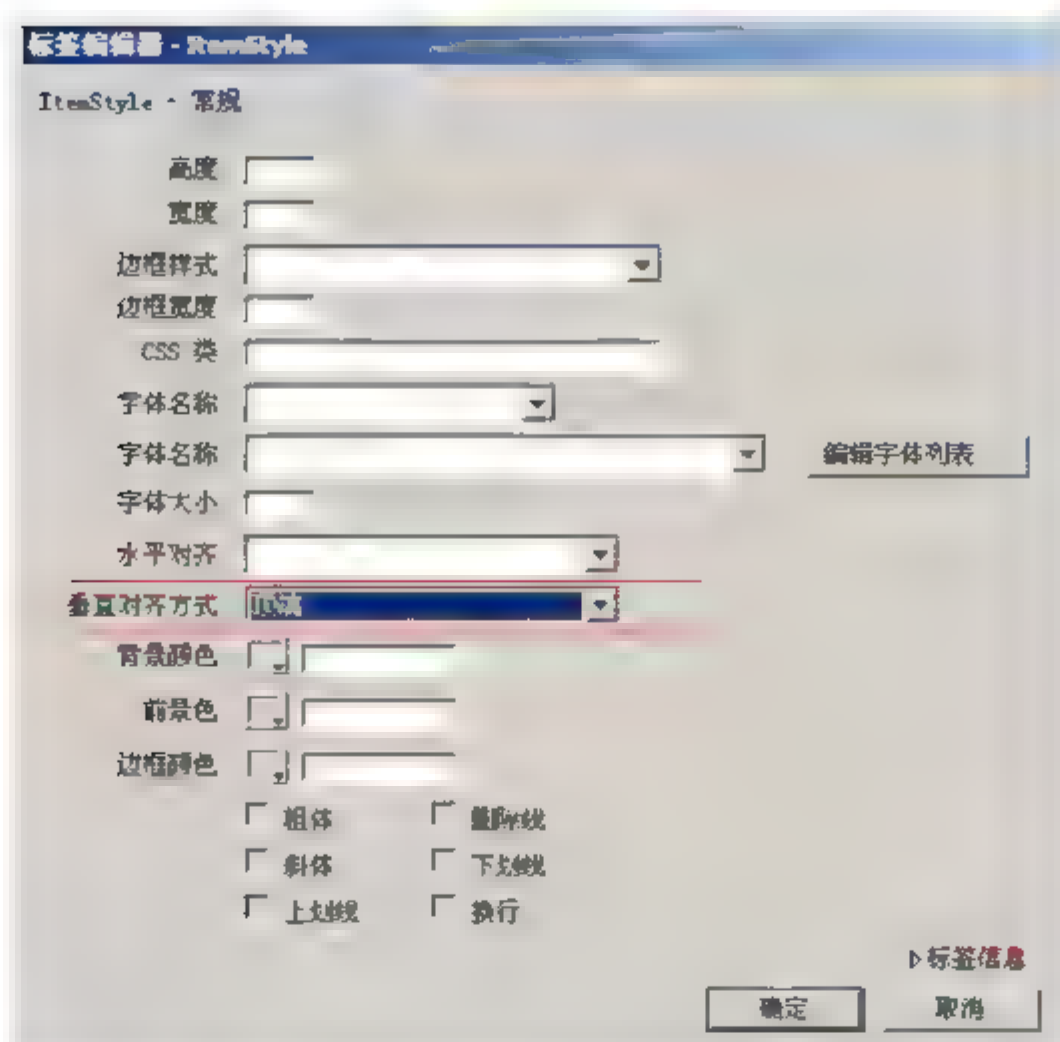 标签编辑器 - ItemStyle
ItemStyle - 常规
高度
宽度
边框样式
边框宽度
CSS 类
字体名称
字体名称 编辑字体列表
字体大小
水平对齐
垂直对齐方式 顶端
背景颜色
前景色
边框颜色
粗体 删除线
斜体 下划线
上划线 换行
标签信息
确定 取消